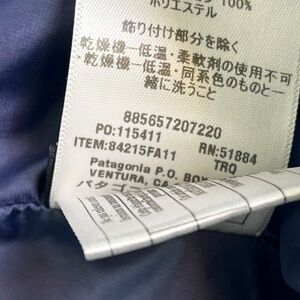 100%
ポリエステル
飾り付け部分を除く
乾燥機一低温・柔軟剤の使用不可
乾燥機一低温・同系色のものと一
緒に洗うこと
885657207220
PO:115411
ITEM:84215FA11 RN:51884
Patagonia P.O. BOX TRQ
VENTURA, CA
パタゴ